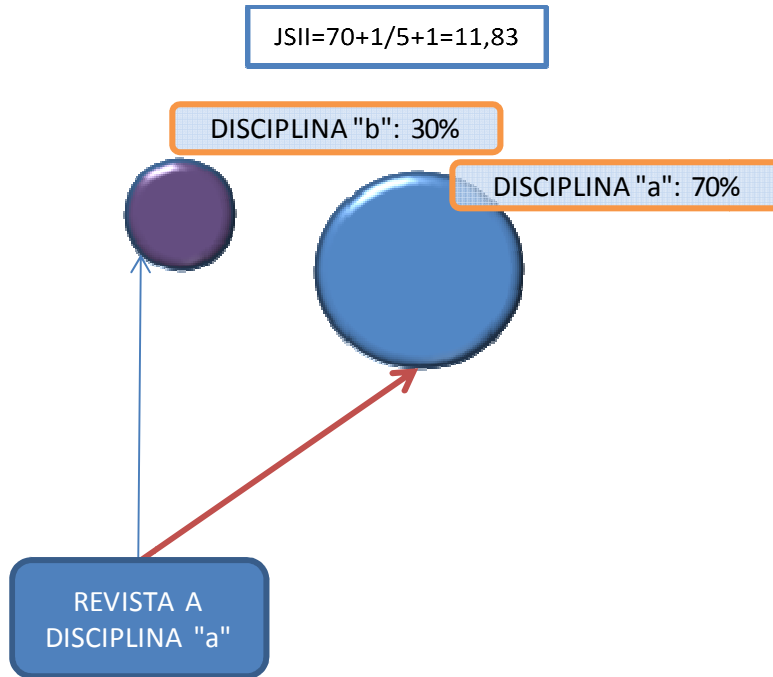 JSII=70+1/5+1=11,83
DISCIPLINA "b": 30%
DISCIPLINA "a": 70%
REVISTA A
DISCIPLINA "a"